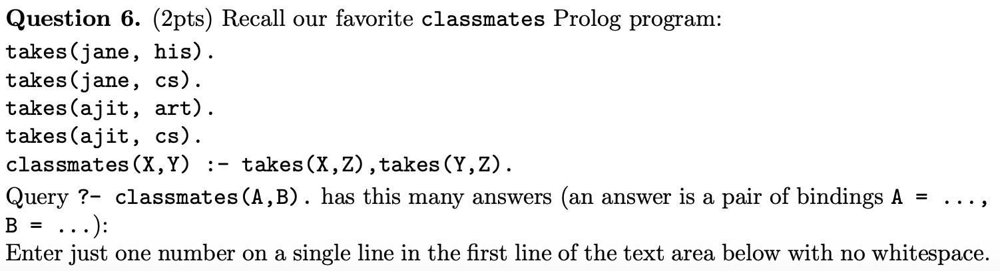 Question 6. (2pts) Recall our favorite classmates Prolog program:
takes(jane, his).
takes(jane, cs).
takes(ajit, art).
takes(ajit, cs).
classmates(X,Y) :- takes(X,Z),takes(Y,Z).
Query ?- classmates(A,B). has this many answers (an answer is a pair of bindings A = ...,
B = ...):
Enter just one number on a single line in the first line of the text area below with no whitespace.